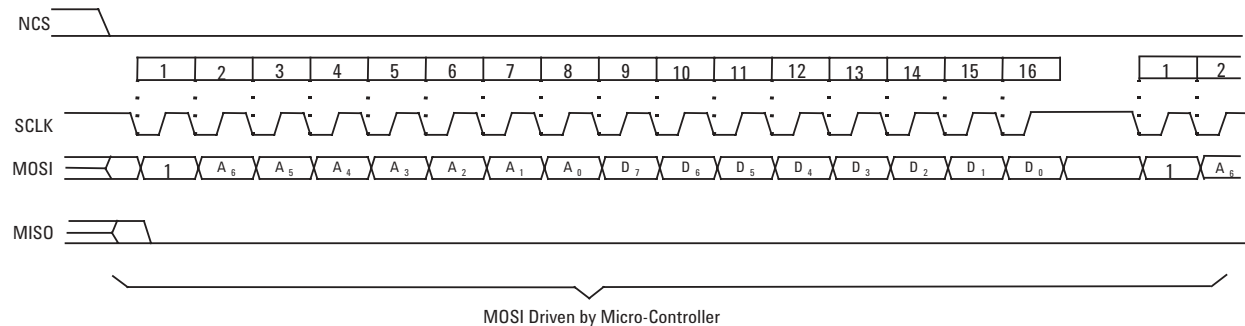 NCS
1 2 3 4 5 6 7 8 9 10 11 12 13 14 15 16 1 2
SCLK
MOSI 1 A6 A5 A4 A3 A2 A1 A0 D7 D6 D5 D4 D3 D2 D1 D0 1 A6
MISO
MOSI Driven by Micro-Controller